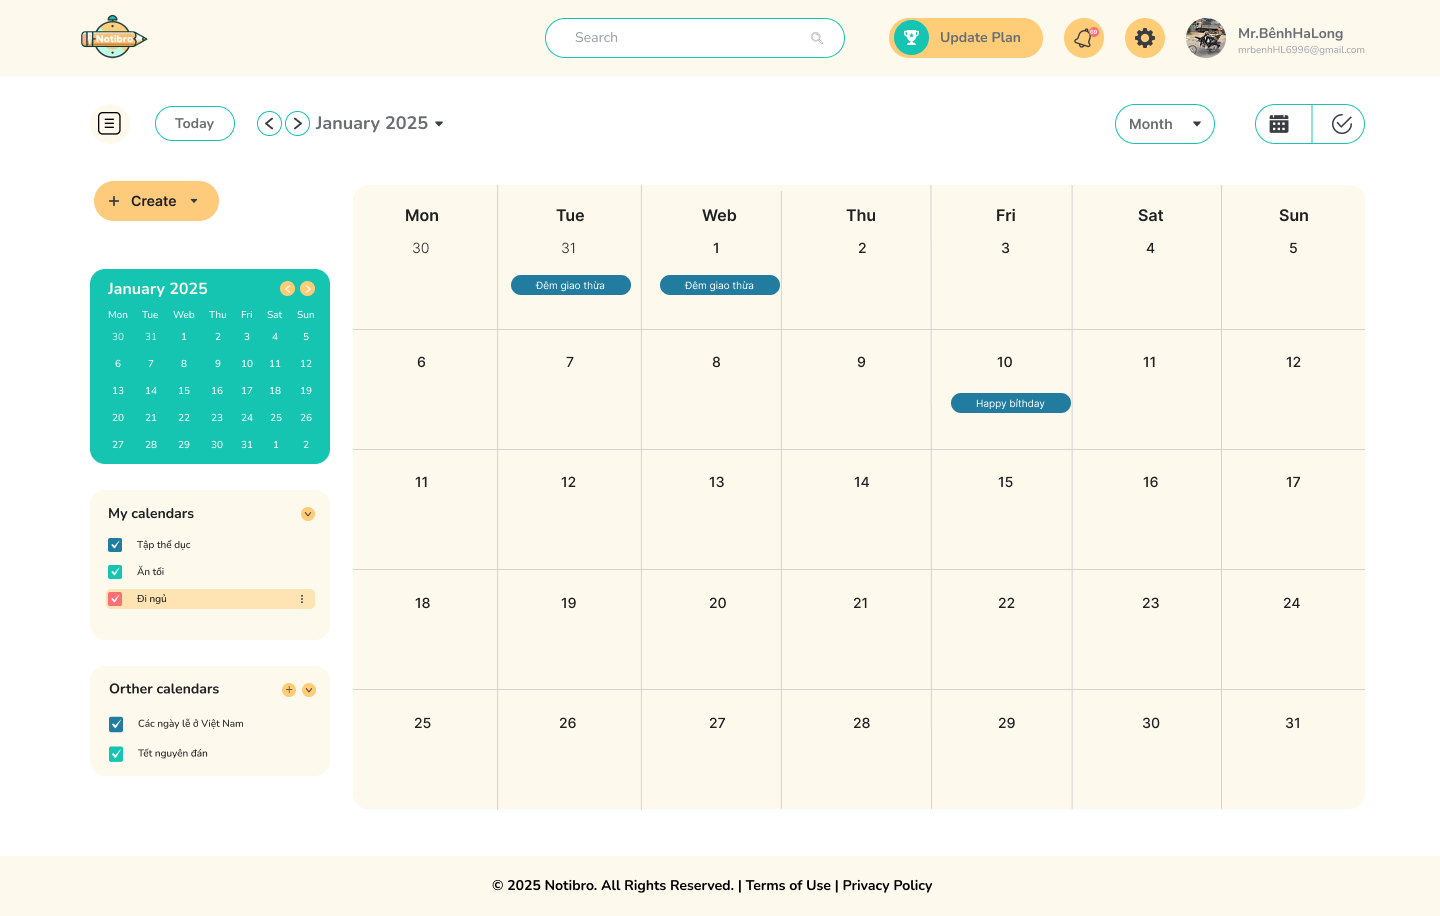 Notibro
Search
Update Plan
Mr.BênhHaLong
mrbenhHL6996@gmail.com
Today
January 2025
Month
+ Create
January 2025
Mon Tue Web Thu Fri Sat Sun
30 31 1 2 3 4 5
6 7 8 9 10 11 12
13 14 15 16 17 18 19
20 21 22 23 24 25 26
27 28 29 30 31 1 2
My calendars
Tập thể dục
Ăn tối
Đi ngủ
Orther calendars
Các ngày lễ ở Việt Nam
Tết nguyên đán
Mon Tue Web Thu Fri Sat Sun
30 31 1 2 3 4 5
Đêm giao thừa Đêm giao thừa
6 7 8 9 10 11 12
Happy bíthday
11 12 13 14 15 16 17
18 19 20 21 22 23 24
25 26 27 28 29 30 31
© 2025 Notibro. All Rights Reserved. | Terms of Use | Privacy Policy